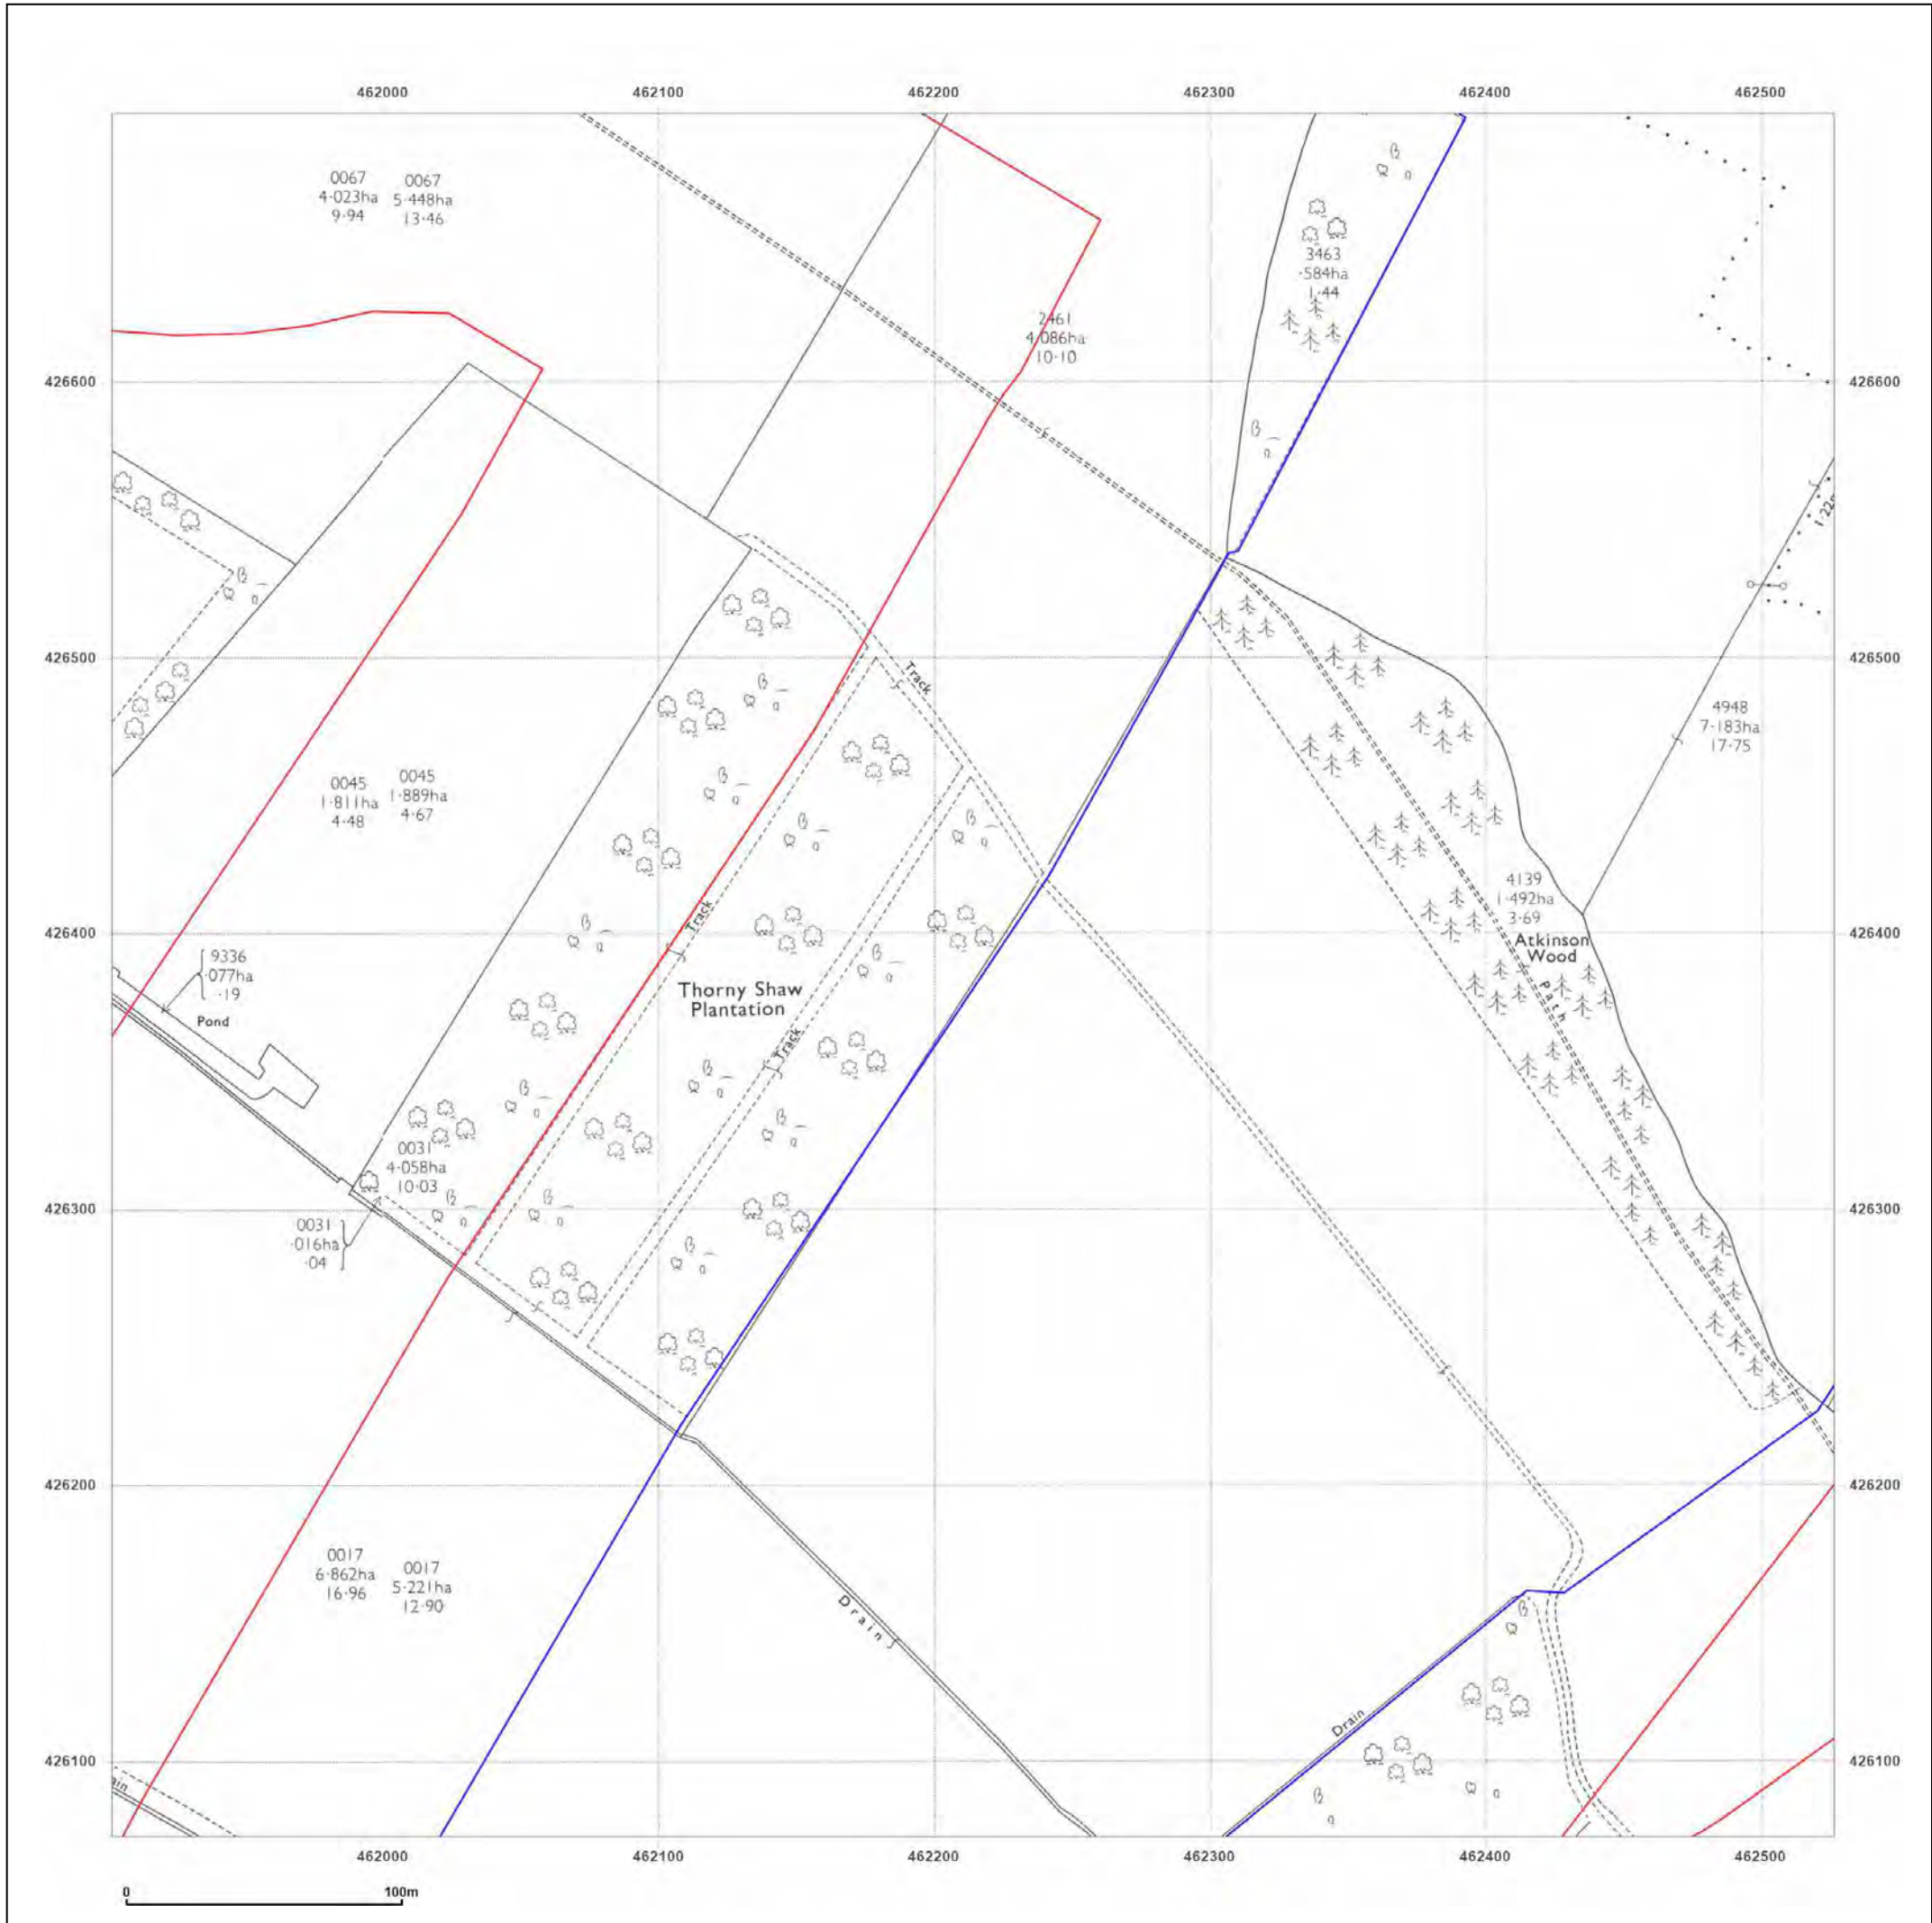 462000 462100 462200 462300 462400 462500
0067
4·023ha
9·94
0067
5·448ha
13·46
3463
·584ha
1·44
2461
4·086ha
10·10
426600 426600
426500 426500
Track
4948
7·183ha
17·75
0045
1·811ha
4·48
0045
1·889ha
4·67
4139
1·492ha
3·69
Atkinson
Wood
Path
Track
426400 426400
9336
·077ha
·19
Pond
Thorny Shaw
Plantation
Track
0031
4·058ha
10·03
426300 426300
0031
·016ha
·04
426200 426200
0017
6·862ha
16·96
0017
5·221ha
12·90
Drain
Drain
426100 426100
462000 462100 462200 462300 462400 462500
0 100m